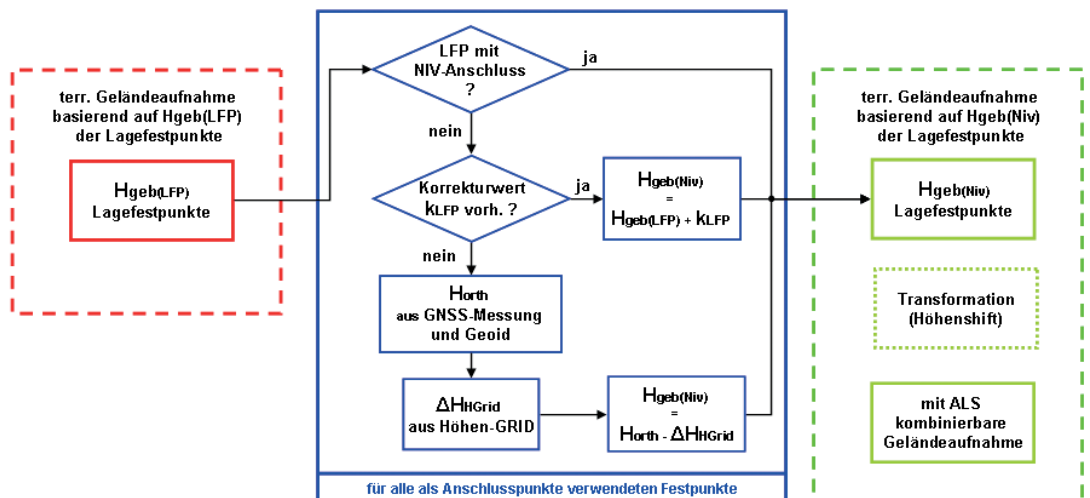 terr. Geländeaufnahme
basierend auf Hgeb(LFP)
der Lagefestpunkte
Hgeb(LFP)
Lagefestpunkte
LFP mit
NIV-Anschluss
?
ja
nein
Korrekturwert
kLFP vorh. ?
ja
Hgeb(Niv)
=
Hgeb(LFP) + kLFP
nein
Horth
aus GNSS-Messung
und Geoid
ΔHHGrid
aus Höhen-GRID
Hgeb(Niv)
=
Horth - ΔHHGrid
für alle als Anschlusspunkte verwendeten Festpunkte
terr. Geländeaufnahme
basierend auf Hgeb(Niv)
der Lagefestpunkte
Hgeb(Niv)
Lagefestpunkte
Transformation
(Höhenshift)
mit ALS
kombinierbare
Geländeaufnahme